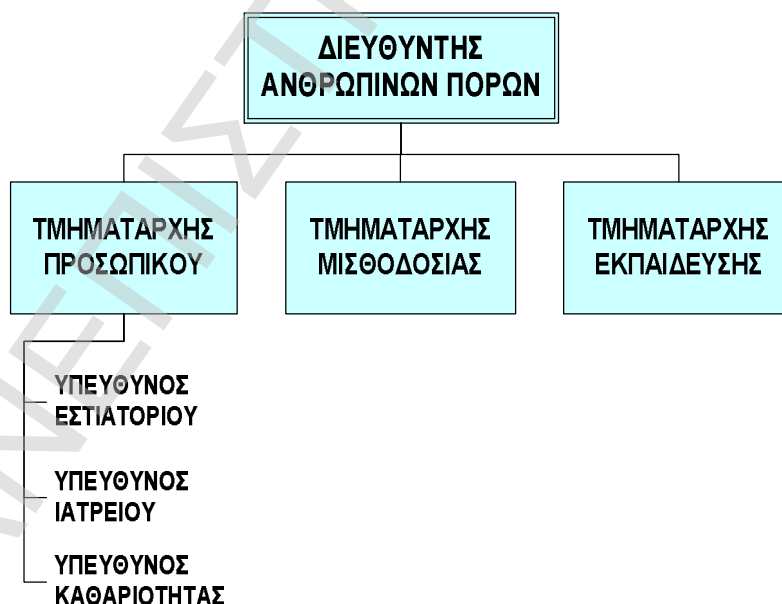 ΔΙΕΥΘΥΝΤΗΣ
ΑΝΘΡΩΠΙΝΩΝ ΠΟΡΩΝ
ΤΜΗΜΑΤΑΡΧΗΣ
ΠΡΟΣΩΠΙΚΟΥ
ΤΜΗΜΑΤΑΡΧΗΣ
ΜΙΣΘΟΔΟΣΙΑΣ
ΤΜΗΜΑΤΑΡΧΗΣ
ΕΚΠΑΙΔΕΥΣΗΣ
ΥΠΕΥΘΥΝΟΣ
ΕΣΤΙΑΤΟΡΙΟΥ
ΥΠΕΥΘΥΝΟΣ
ΙΑΤΡΕΙΟΥ
ΥΠΕΥΘΥΝΟΣ
ΚΑΘΑΡΙΟΤΗΤΑΣ